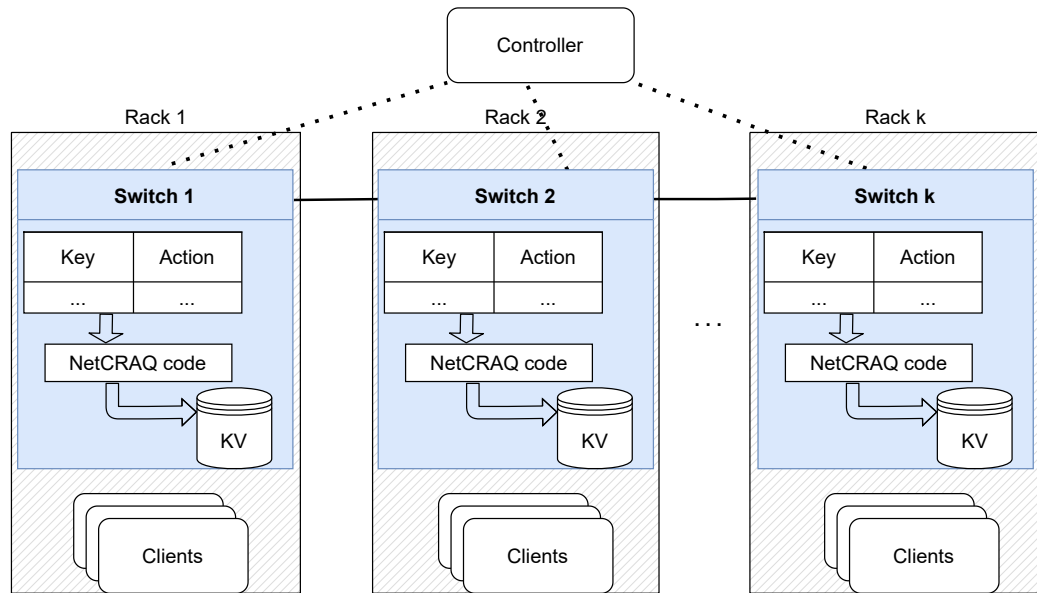 Controller
Rack 1
Rack 2
Rack k
Switch 1
Switch 2
Switch k
Key Action
... ...
Key Action
... ...
Key Action
... ...
...
NetCRAQ code
NetCRAQ code
NetCRAQ code
KV
KV
KV
Clients
Clients
Clients